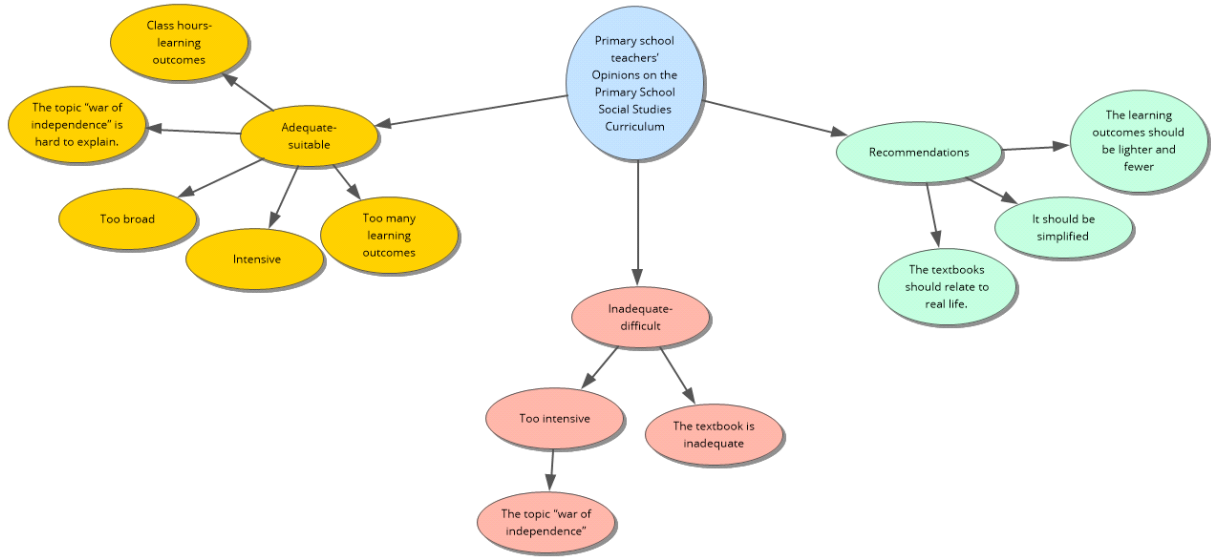 Class hours-
learning
outcomes
Primary school
teachers’
Opinions on the
Primary School
Social Studies
Curriculum
The topic “war of
independence” is
hard to explain.
Adequate-
suitable
Recommendations
The learning
outcomes should
be lighter and
fewer
Too broad
Intensive
Too many
learning
outcomes
It should be
simplified
The textbooks
should relate to
real life.
Inadequate-
difficult
Too intensive
The textbook is
inadequate
The topic “war of
independence”